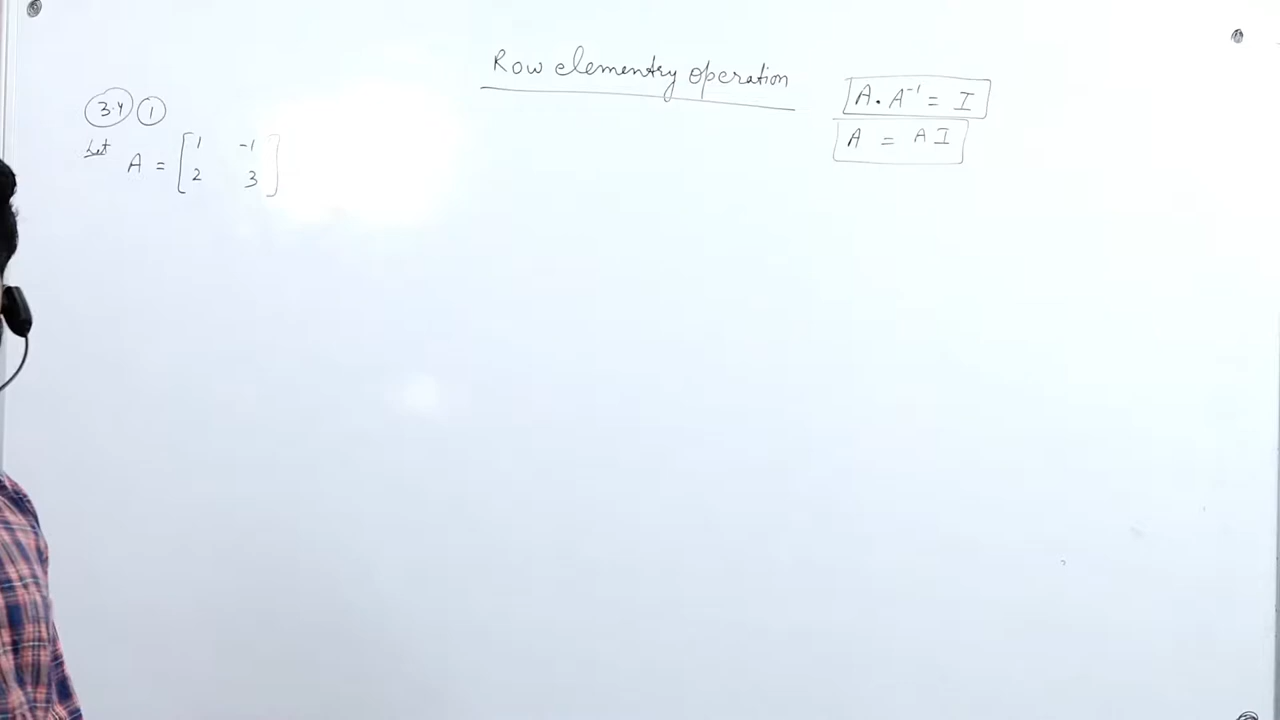 Row elementry operation
A . A⁻¹ = I
A = A I
3.4 1
Let A = [ 1 -1
2 3 ]